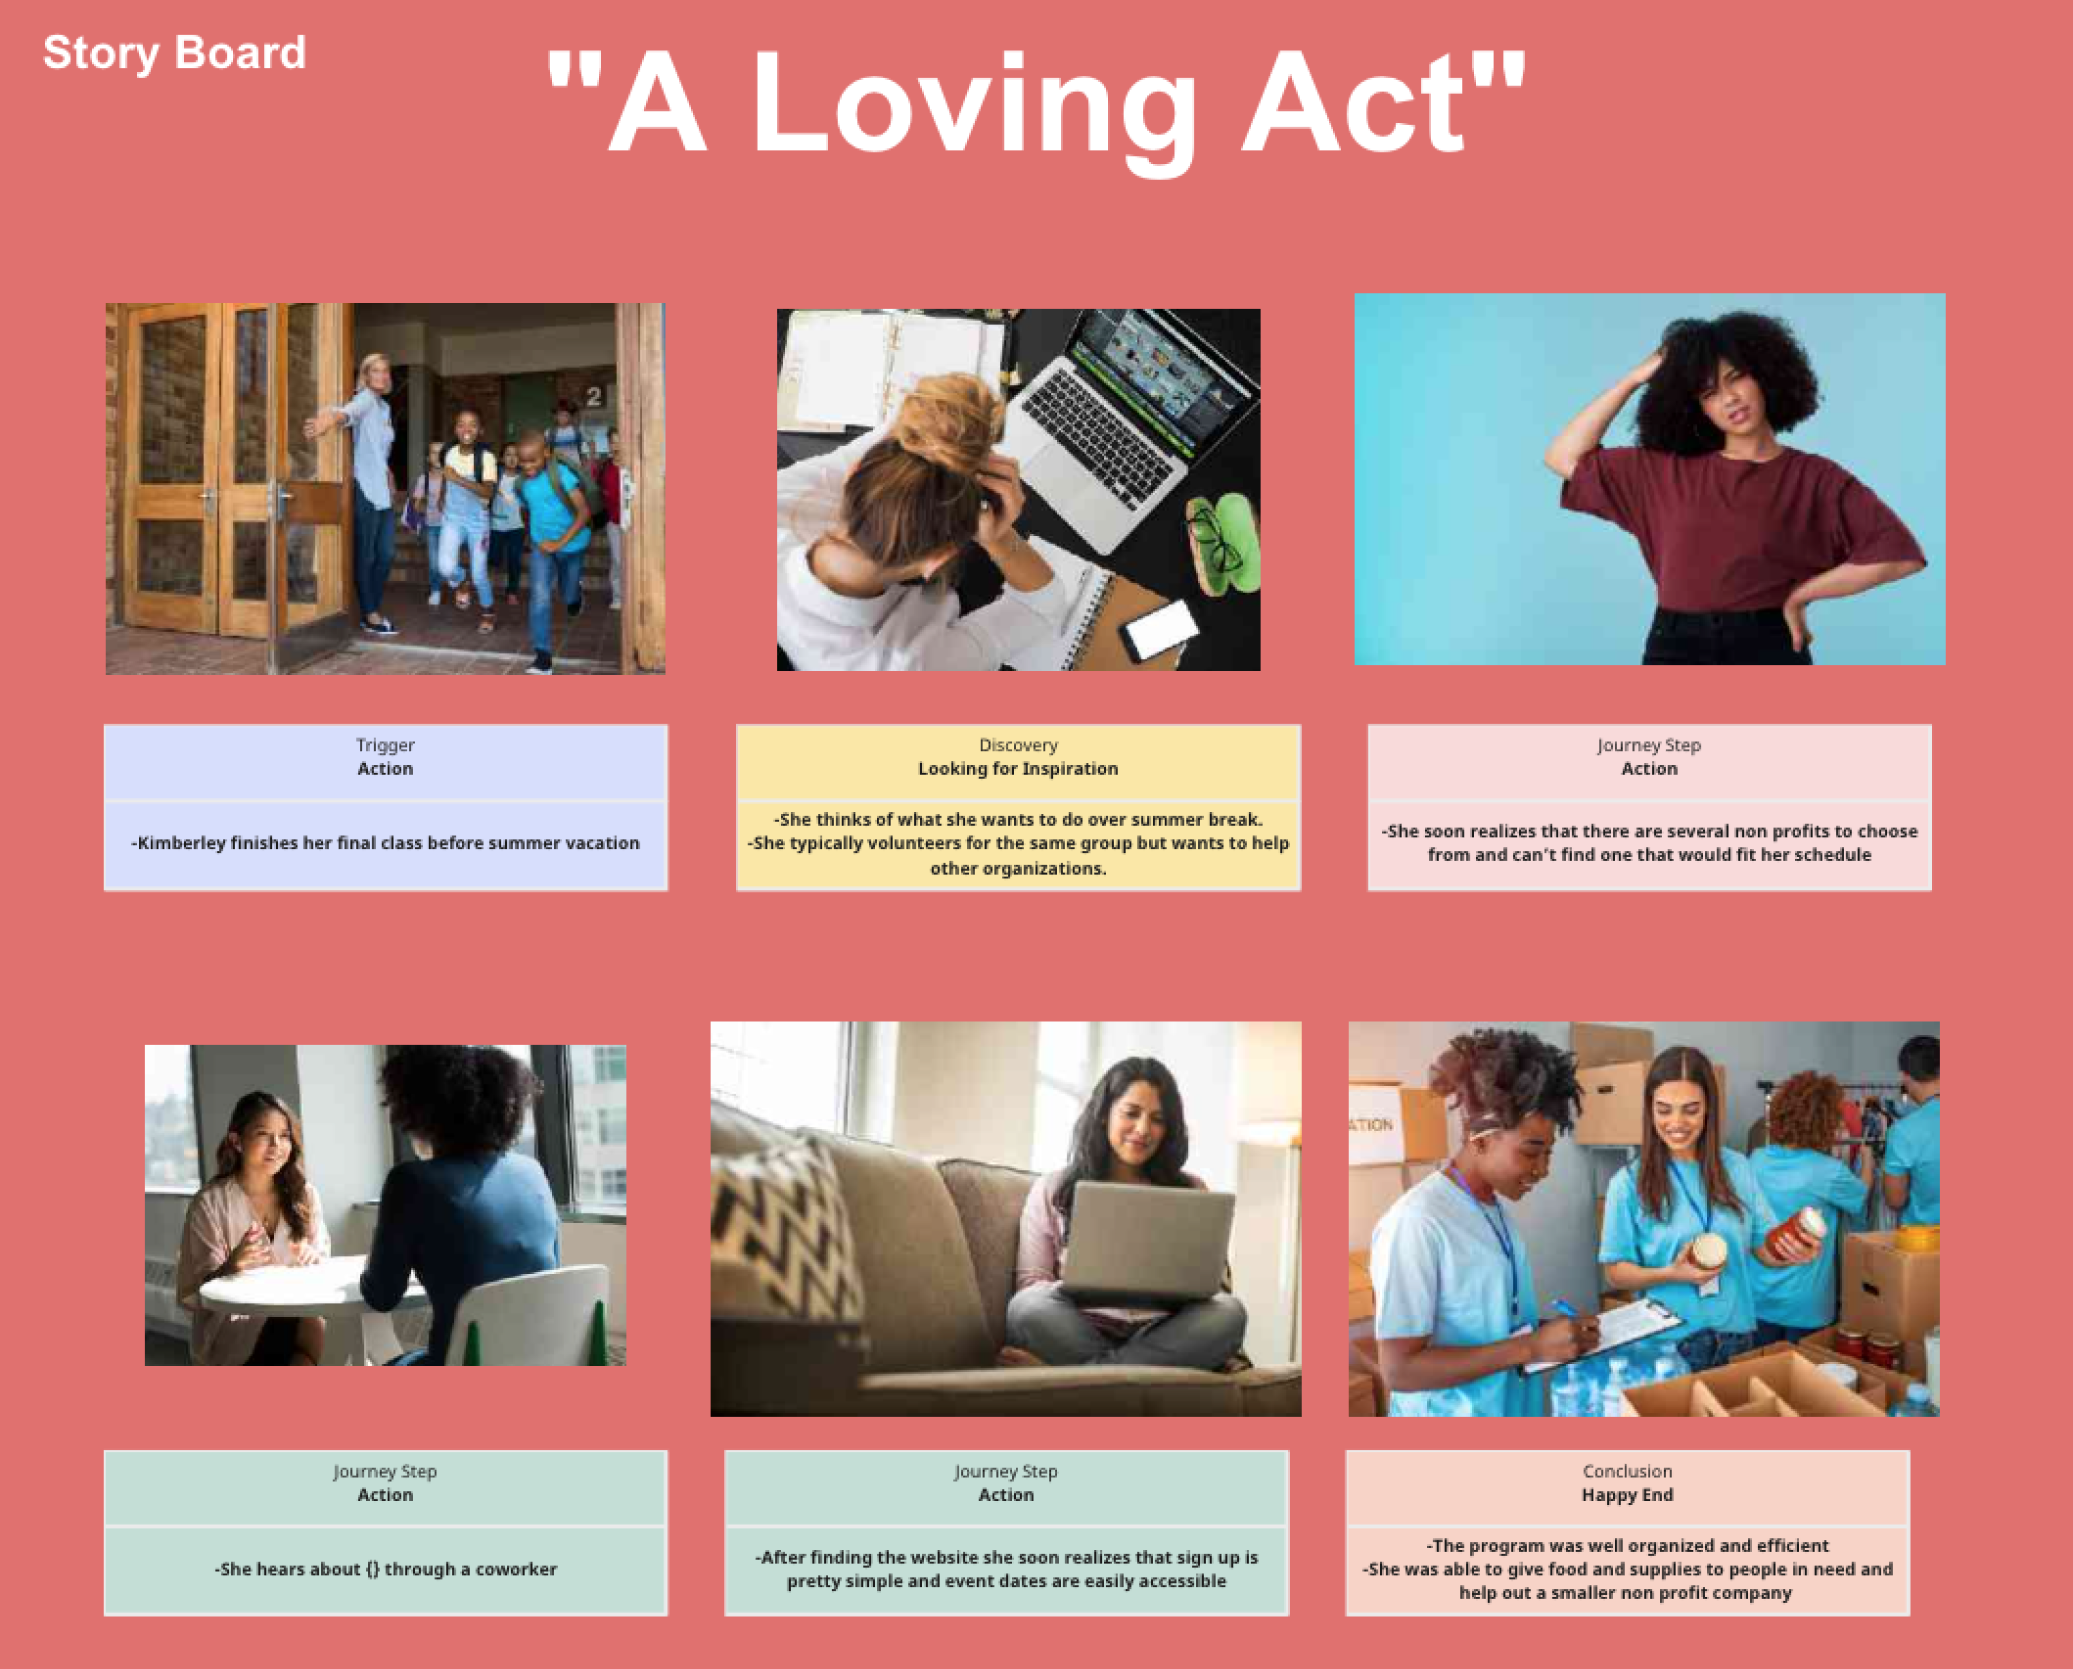 Story Board
"A Loving Act"
2
Trigger
Action
-Kimberley finishes her final class before summer vacation
Discovery
Looking for Inspiration
-She thinks of what she wants to do over summer break.
-She typically volunteers for the same group but wants to help
other organizations.
Journey Step
Action
-She soon realizes that there are several non profits to choose
from and can't find one that would fit her schedule
ATION
Journey Step
Action
-She hears about {} through a coworker
Journey Step
Action
-After finding the website she soon realizes that sign up is
pretty simple and event dates are easily accessible
Conclusion
Happy End
-The program was well organized and efficient
-She was able to give food and supplies to people in need and
help out a smaller non profit company